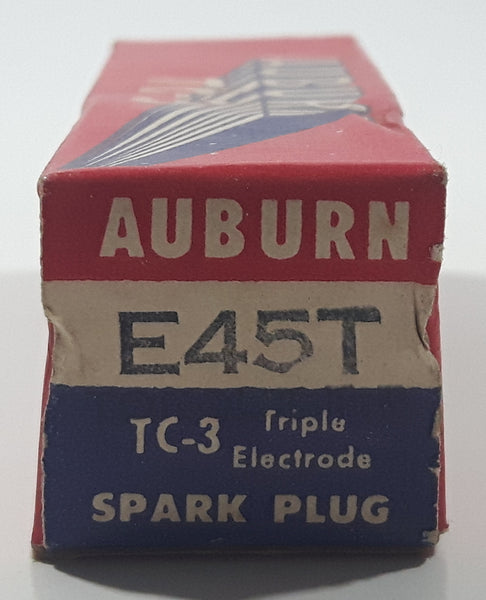 AUBURN
E45T
TC-3 Triple
Electrode
SPARK PLUG